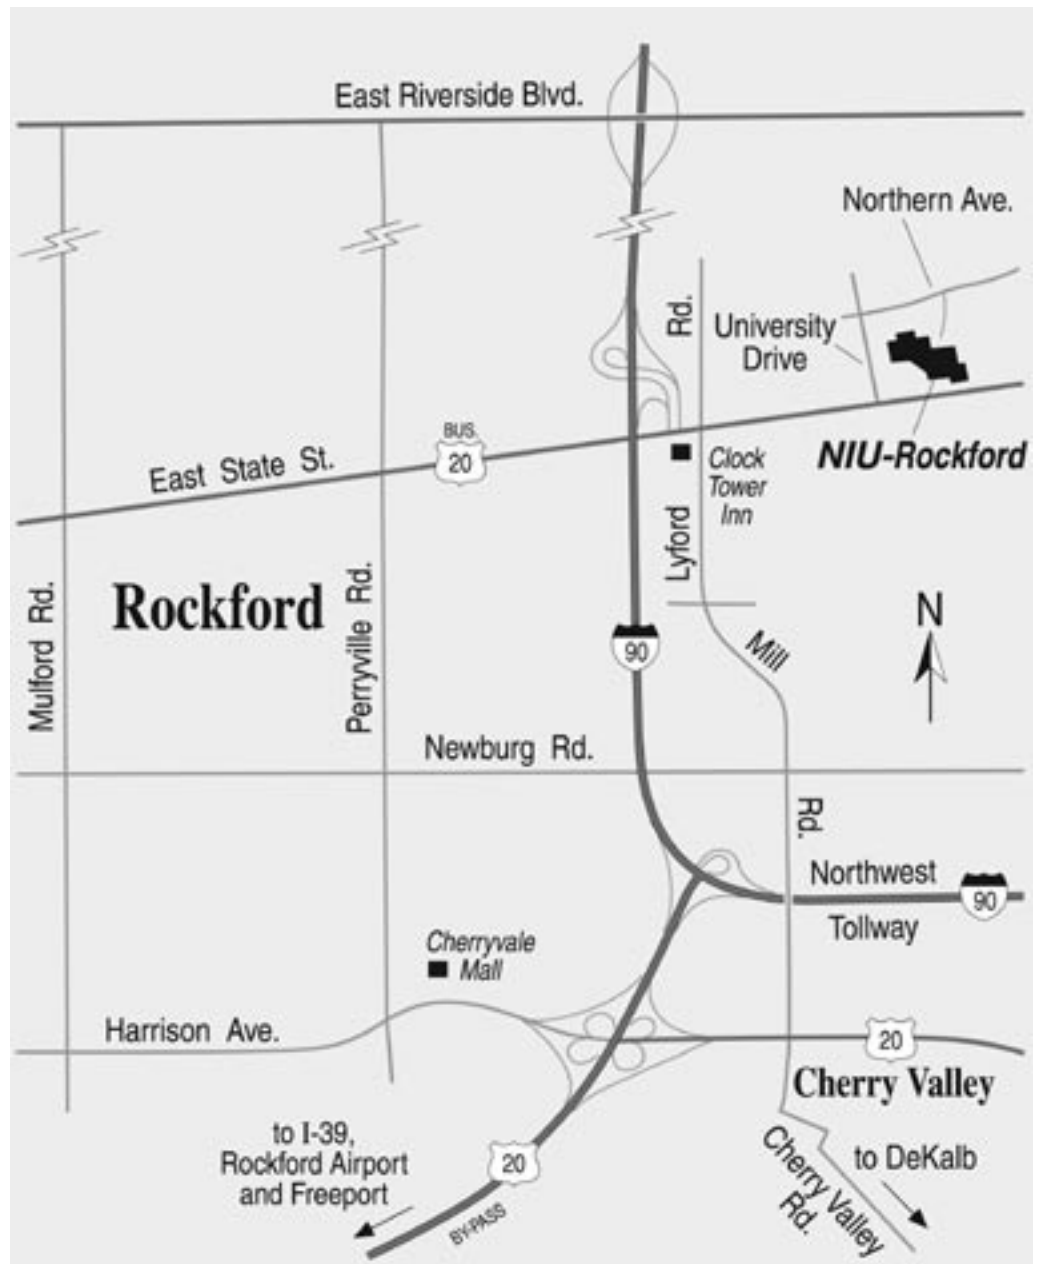 East Riverside Blvd.
Northern Ave.
Rd.
University
Drive
BUS.
20
East State St.
Clock
Tower
Inn
NIU-Rockford
Lyford
Rockford
Mulford Rd.
Perryville Rd.
N
90
Mill
Newburg Rd.
Rd.
Northwest
90
Tollway
Cherryvale
Mall
Harrison Ave.
20
Cherry Valley
to I-39,
Rockford Airport
and Freeport
20
BY-PASS
Cherry Valley
Rd.
to DeKalb